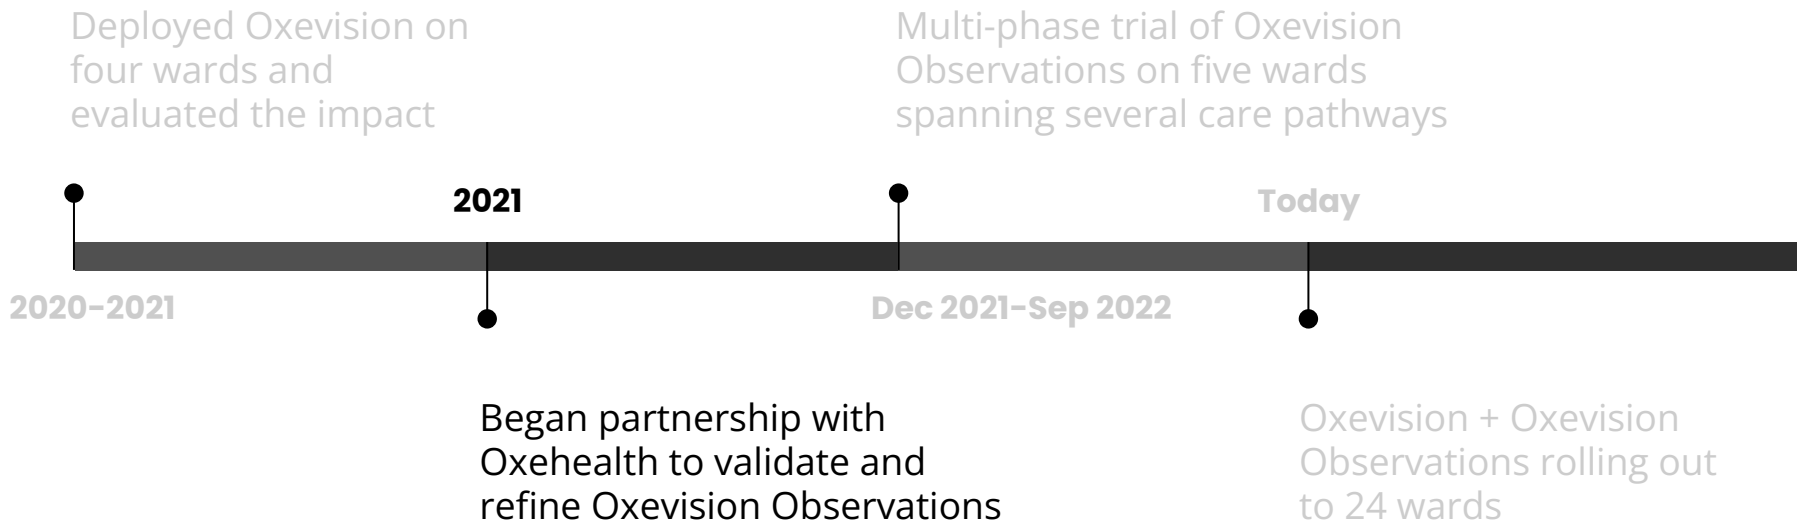 Deployed Oxevision on
four wards and
evaluated the impact
Multi-phase trial of Oxevision
Observations on five wards
spanning several care pathways
2021
Today
2020-2021
Dec 2021-Sep 2022
Began partnership with
Oxehealth to validate and
refine Oxevision Observations
Oxevision + Oxevision
Observations rolling out
to 24 wards